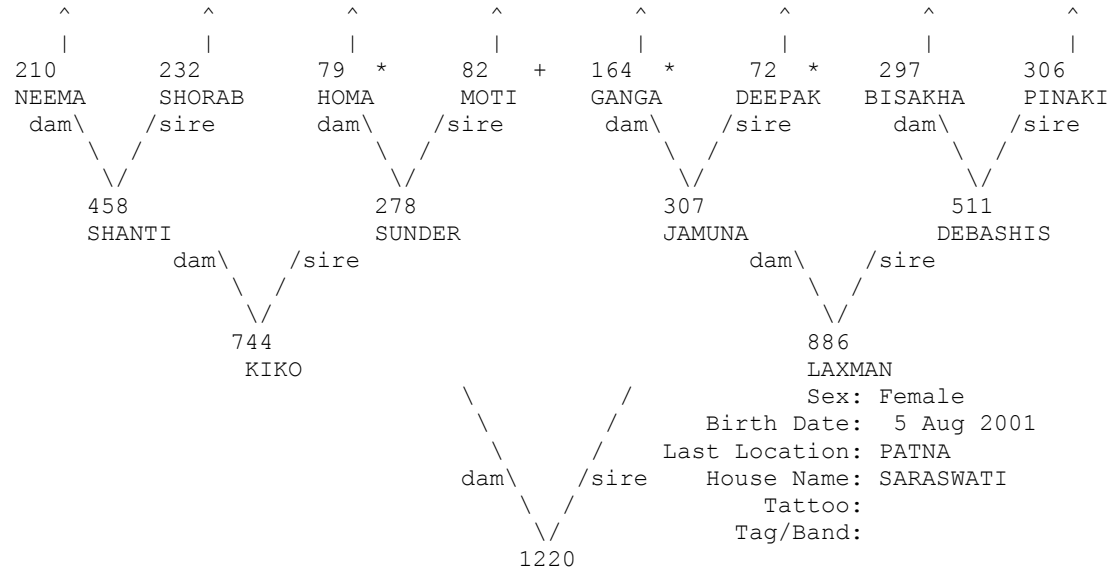 ^ ^ ^ ^ ^ ^ ^ ^
| | | | | | | |
210 232 79 * 82 + 164 * 72 * 297 306
NEEMA SHORAB HOMA MOTI GANGA DEEPAK BISAKHA PINAKI
dam\ /sire dam\ /sire dam\ /sire dam\ /sire
\ / \ / \ / \ /
\/ \/ \/ \/
458 278 307 511
SHANTI SUNDER JAMUNA DEBASHIS
dam\ /sire dam\ /sire
\ / \ /
\/ \/
744 886
KIKO LAXMAN
\ / Sex: Female
\ / Birth Date: 5 Aug 2001
\ / Last Location: PATNA
dam\ /sire House Name: SARASWATI
\ / Tattoo:
\/ Tag/Band:
1220